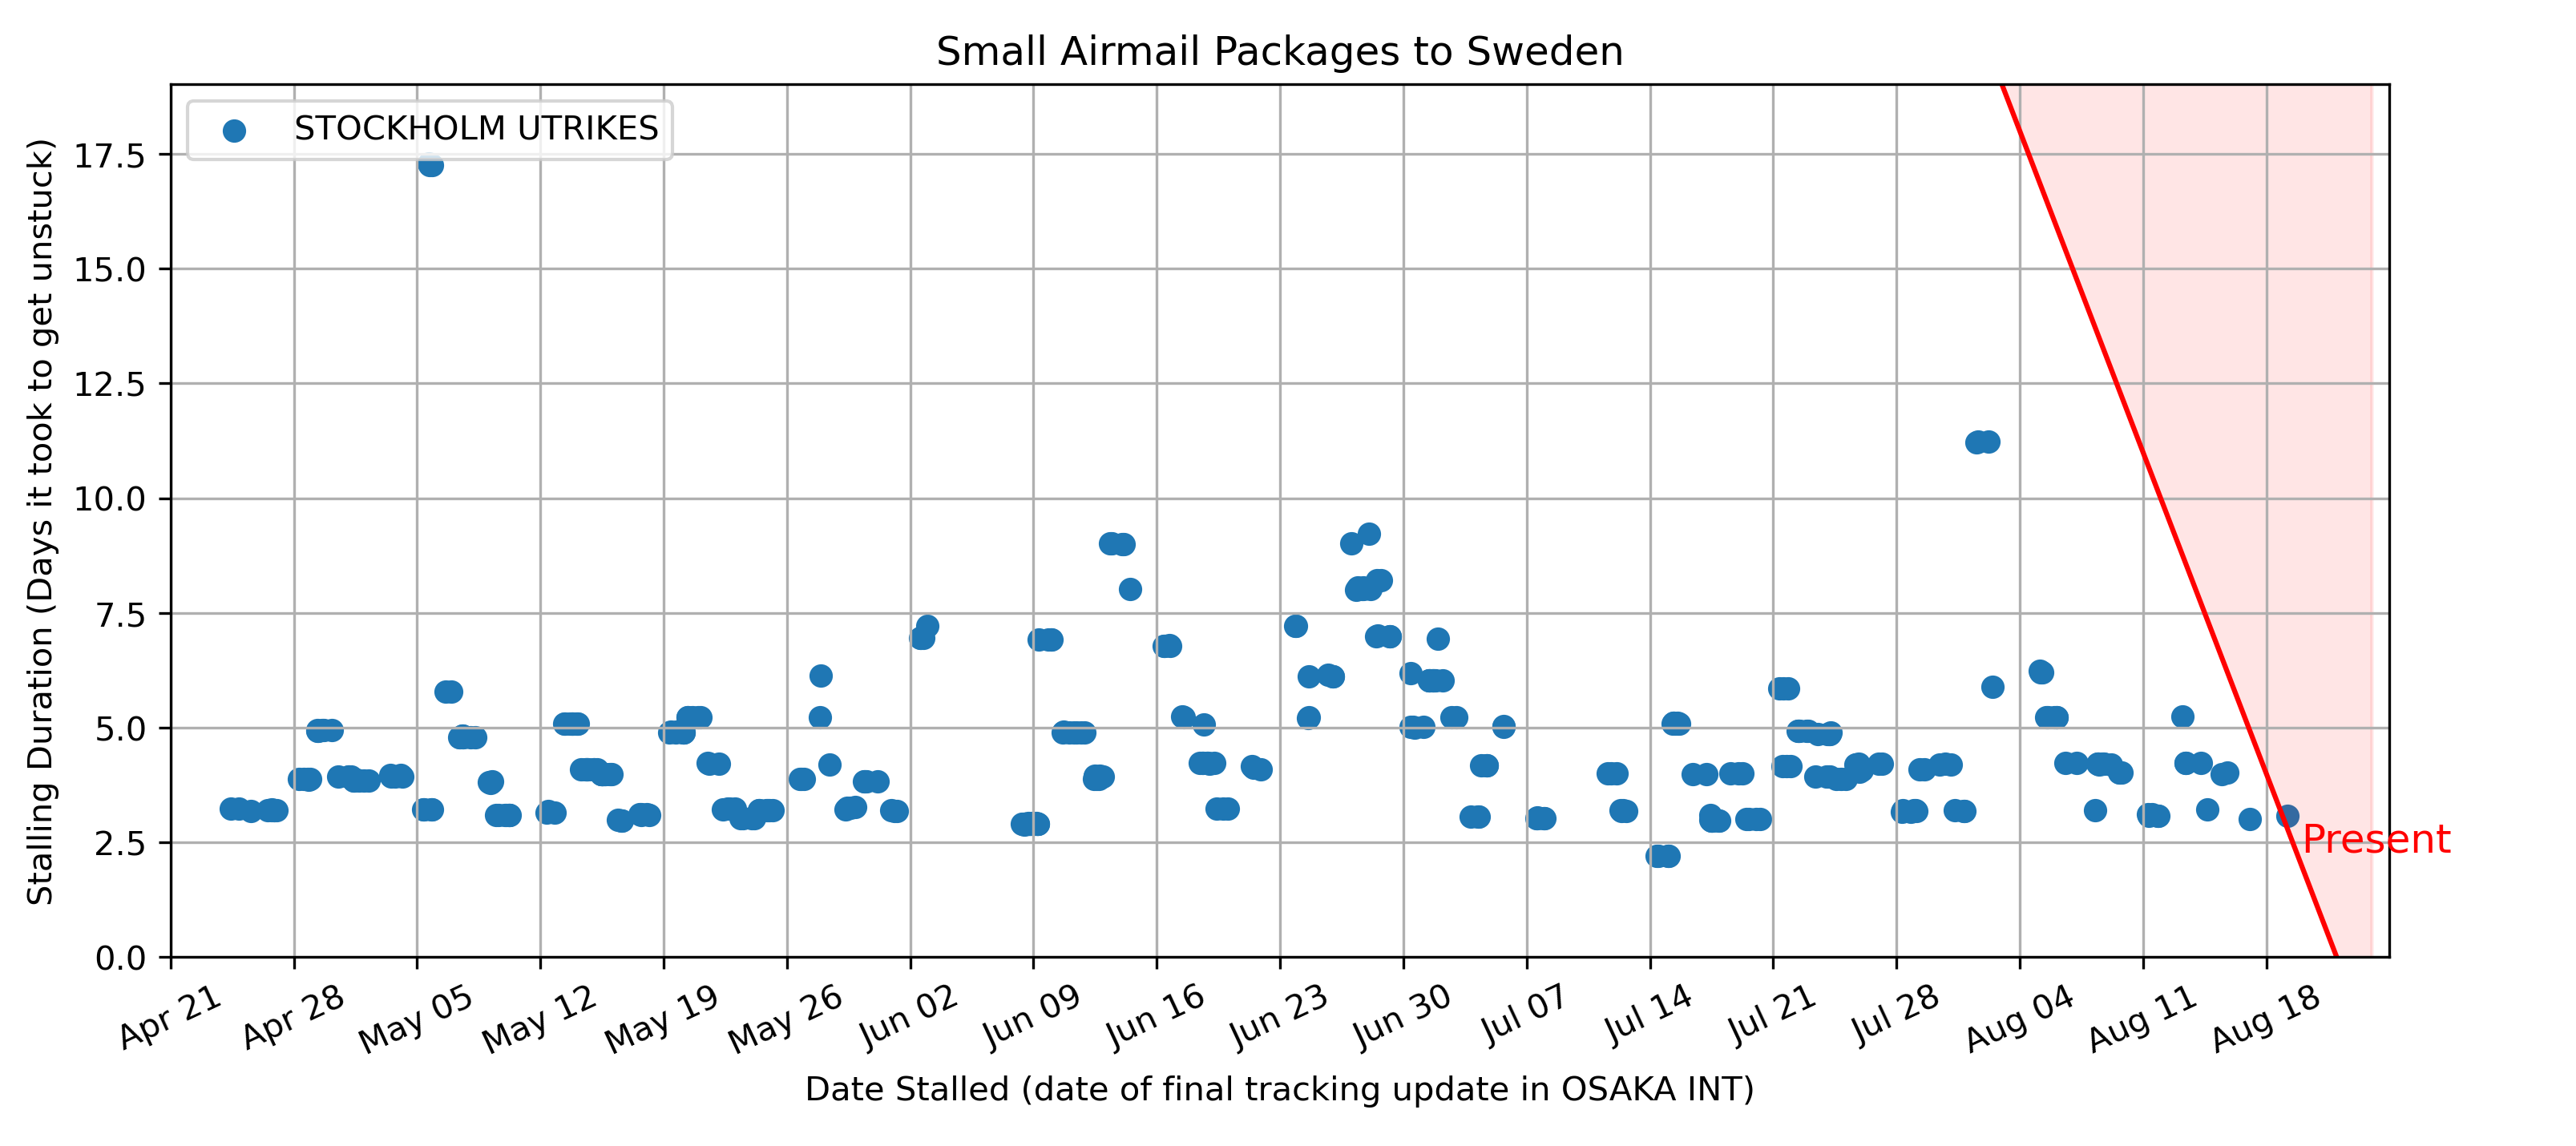 Small Airmail Packages to Sweden
STOCKHOLM UTRIKES
Stalling Duration (Days it took to get unstuck)
17.5
15.0
12.5
10.0
7.5
5.0
2.5
0.0
Present
Apr 21
Apr 28
May 05
May 12
May 19
May 26
Jun 02
Jun 09
Jun 16
Jun 23
Jun 30
Jul 07
Jul 14
Jul 21
Jul 28
Aug 04
Aug 11
Aug 18
Date Stalled (date of final tracking update in OSAKA INT)